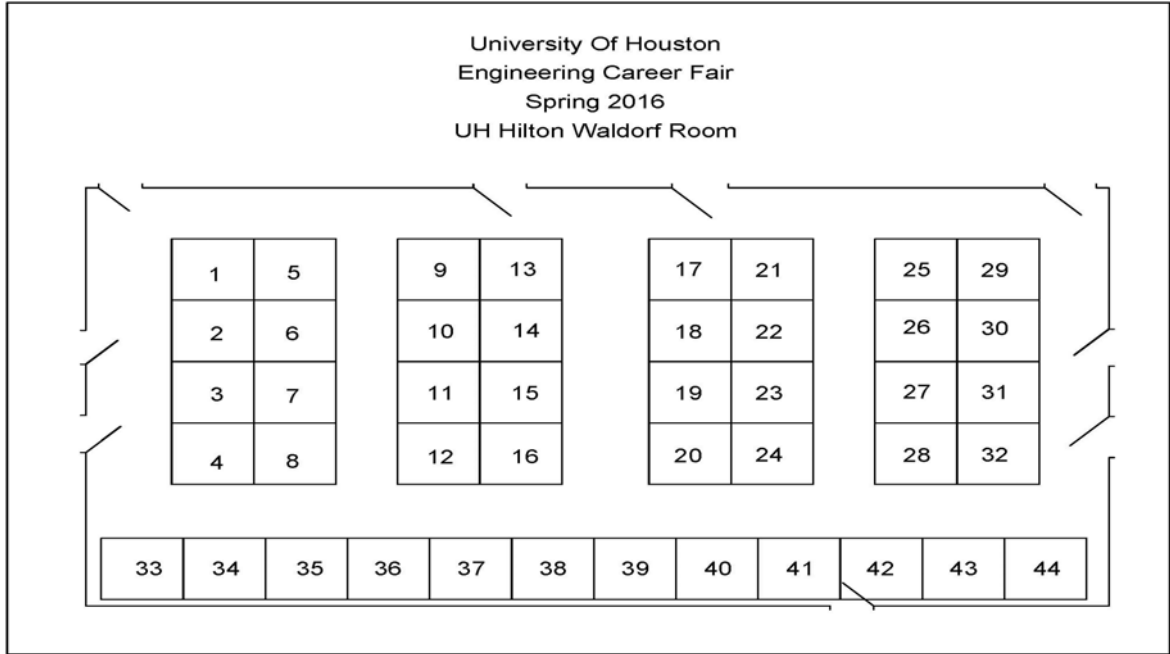 University Of Houston
Engineering Career Fair
Spring 2016
UH Hilton Waldorf Room
1 5 9 13 17 21 25 29
2 6 10 14 18 22 26 30
3 7 11 15 19 23 27 31
4 8 12 16 20 24 28 32
33 34 35 36 37 38 39 40 41 42 43 44